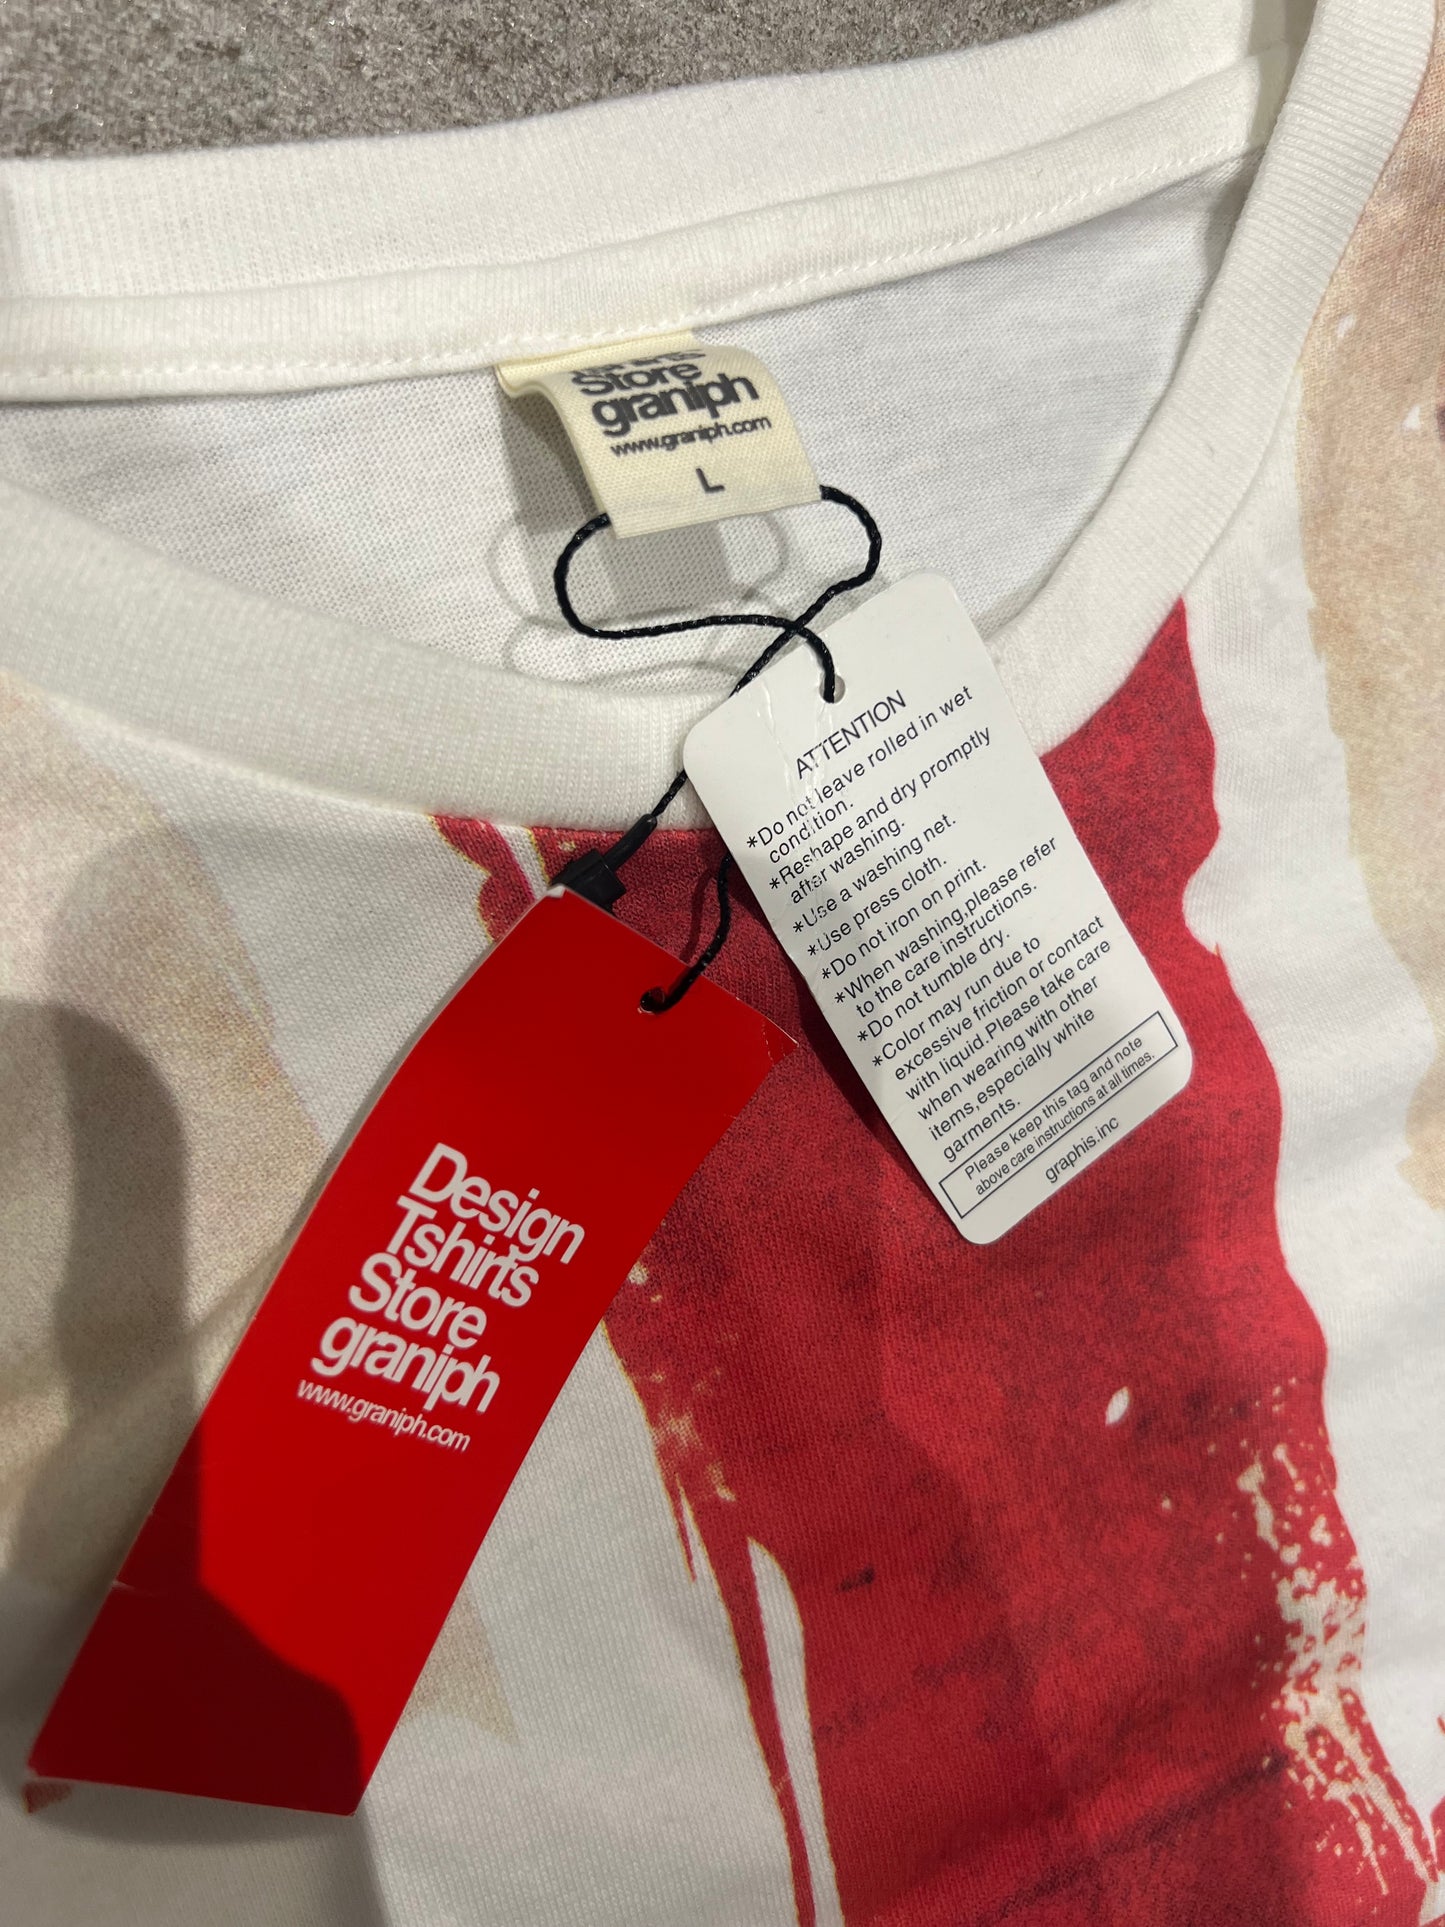 Store
graniph
www.graniph.com
L
ATTENTION
*Do not leave rolled in wet
condition.
*Reshape and dry promptly
after washing.
*Use a washing net.
*Use press cloth.
*Do not iron on print.
*When washing,please refer
to the care instructions.
*Do not tumble dry.
*Color may run due to
excessive friction or contact
with liquid.Please take care
when wearing with other
items,especially white
garments.
Please keep this tag and note
above care instructions at all times.
graphis.inc
Design
Tshirts
Store
graniph
www.graniph.com